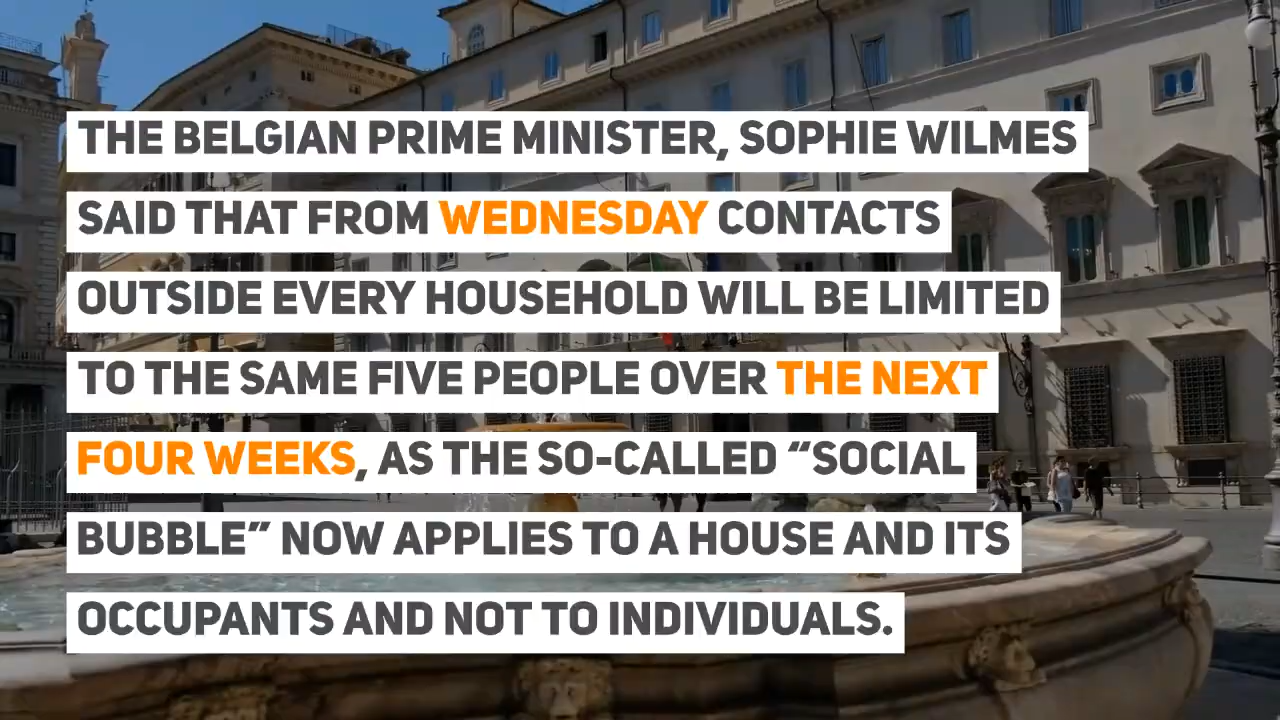 THE BELGIAN PRIME MINISTER, SOPHIE WILMES
SAID THAT FROM WEDNESDAY CONTACTS
OUTSIDE EVERY HOUSEHOLD WILL BE LIMITED
TO THE SAME FIVE PEOPLE OVER THE NEXT
FOUR WEEKS, AS THE SO-CALLED “SOCIAL
BUBBLE” NOW APPLIES TO A HOUSE AND ITS
OCCUPANTS AND NOT TO INDIVIDUALS.